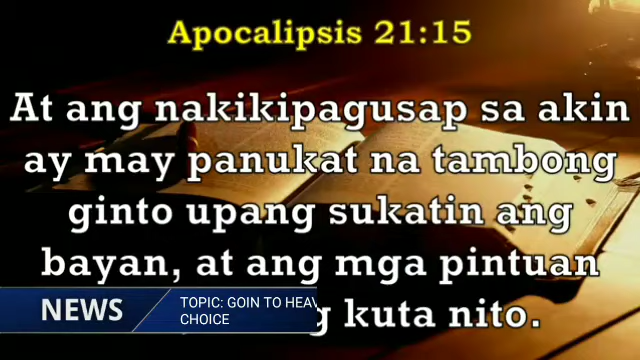 Apocalipsis 21:15
At ang nakikipagusap sa akin
ay may panukat na tambong
ginto upang sukatin ang
bayan, at ang mga pintuan
kuta nito.
NEWS
TOPIC: GOIN TO
CHOICE